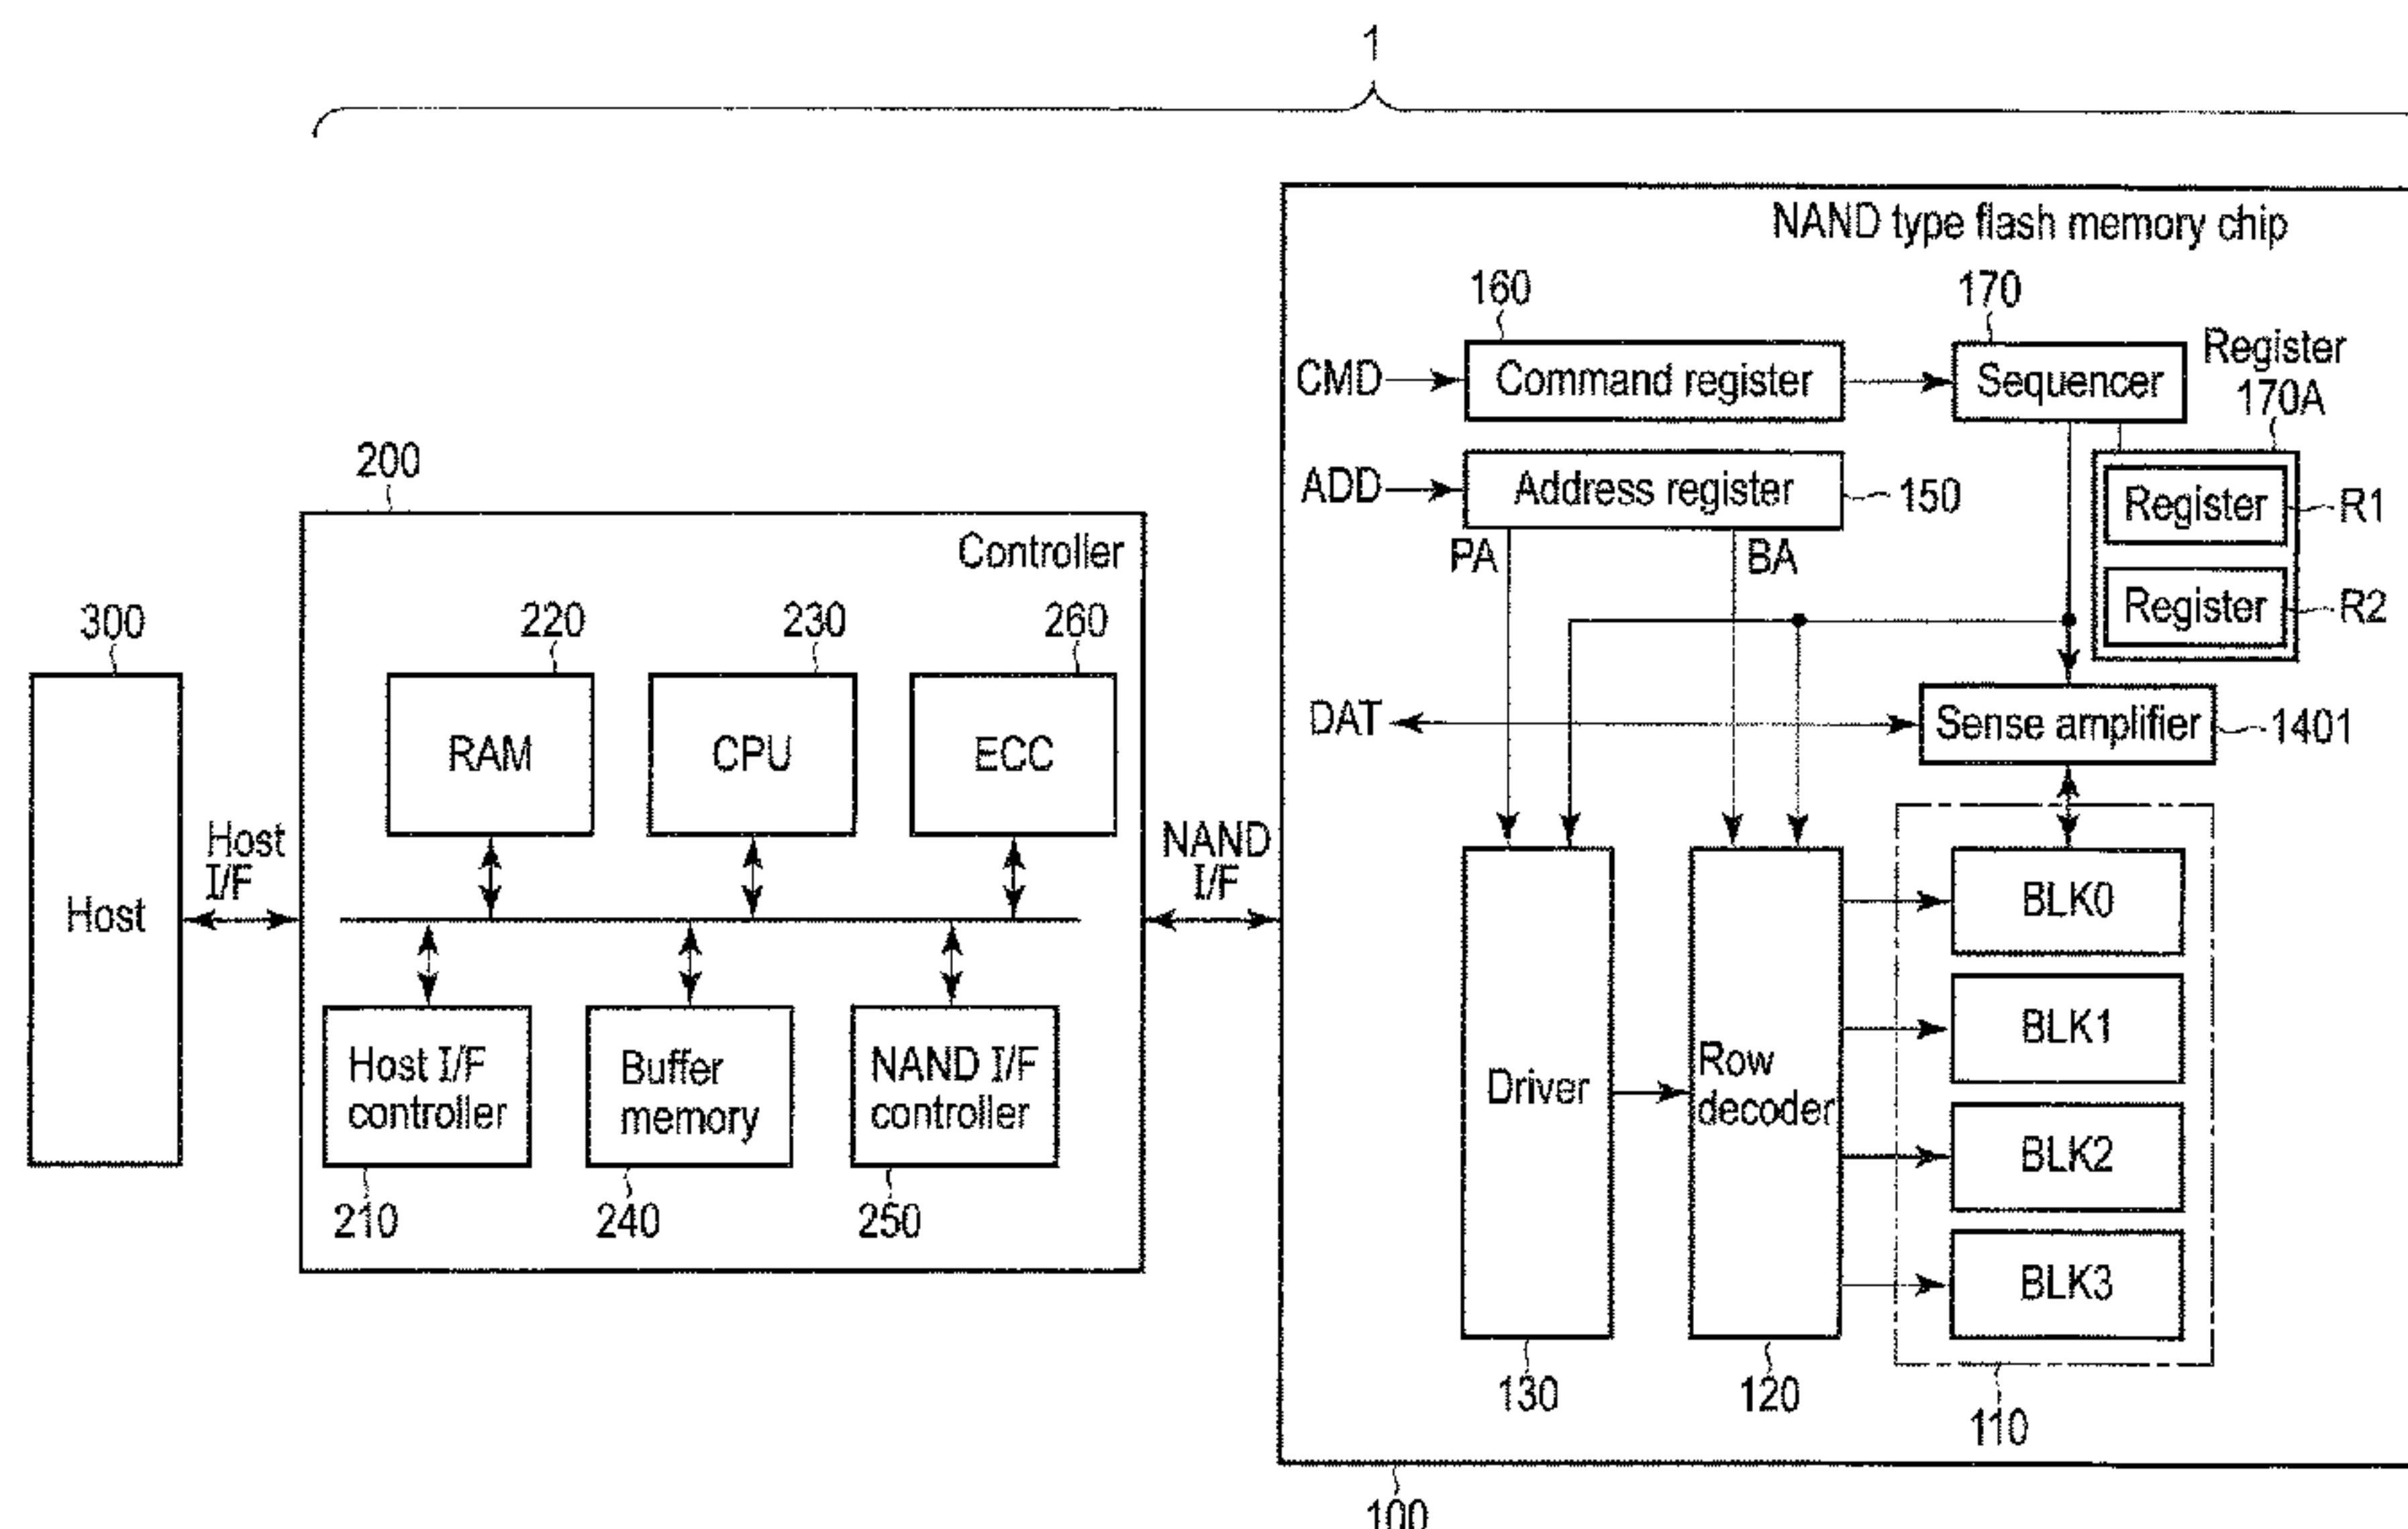 1
NAND type flash memory chip
160
170
CMD
Command register
Sequencer
Register
170A
200
ADD
Address register
150
Register
R1
Controller
PA
BA
300
220
230
260
Register
R2
RAM
CPU
ECC
DAT
Sense amplifier
1401
Host
I/F
NAND
I/F
Host
BLK0
BLK1
Host I/F
controller
Buffer
memory
NAND I/F
controller
Driver
Row
decoder
BLK2
210
240
250
BLK3
130
120
110
100